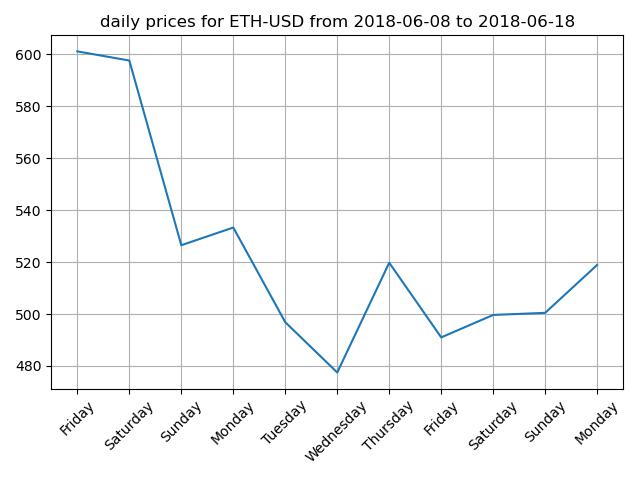 daily prices for ETH-USD from 2018-06-08 to 2018-06-18
600
580
560
540
520
500
480
Friday
Saturday
Sunday
Monday
Tuesday
Wednesday
Thursday
Friday
Saturday
Sunday
Monday